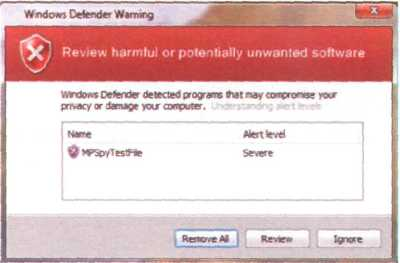 Windows Defender Warning
Review harmful or potentially unwanted software
Windows Defender detected programs that may compromise your
privacy or damage your computer. Understanding alert levels
Name Alert level
MPSpyTestFile Severe
Remove All Review Ignore